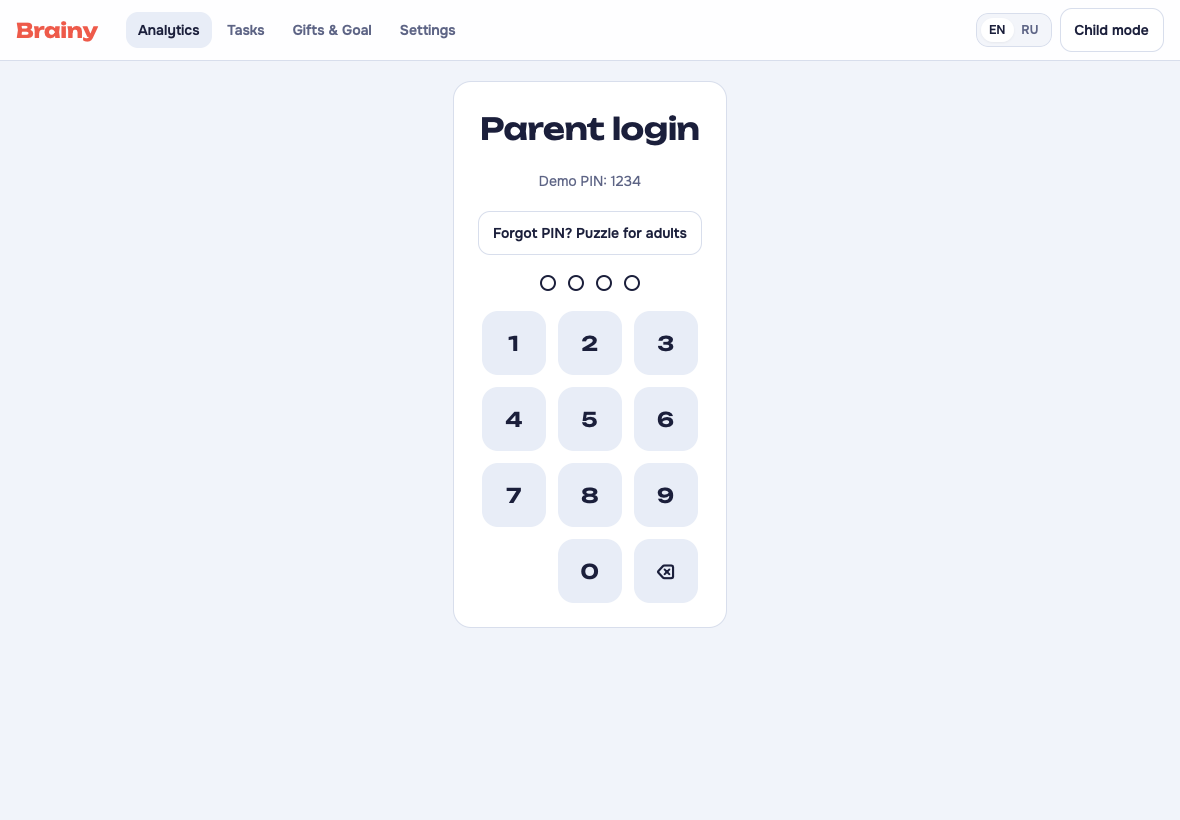 Brainy
Analytics
Tasks
Gifts & Goal
Settings
EN
RU
Child mode
Parent login
Demo PIN: 1234
Forgot PIN? Puzzle for adults
1 2 3
4 5 6
7 8 9
0